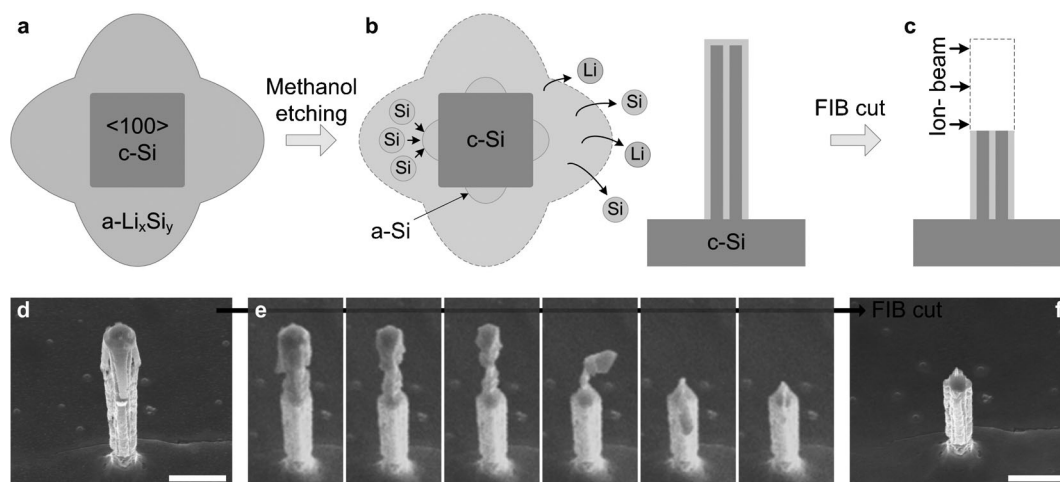 a
<100>
c-Si
a-LixSiy
Methanol
etching
b
Si
Si
Si
c-Si
Li
Si
Li
Si
a-Si
c-Si
FIB cut
c
Ion- beam
d
e
FIB cut
f